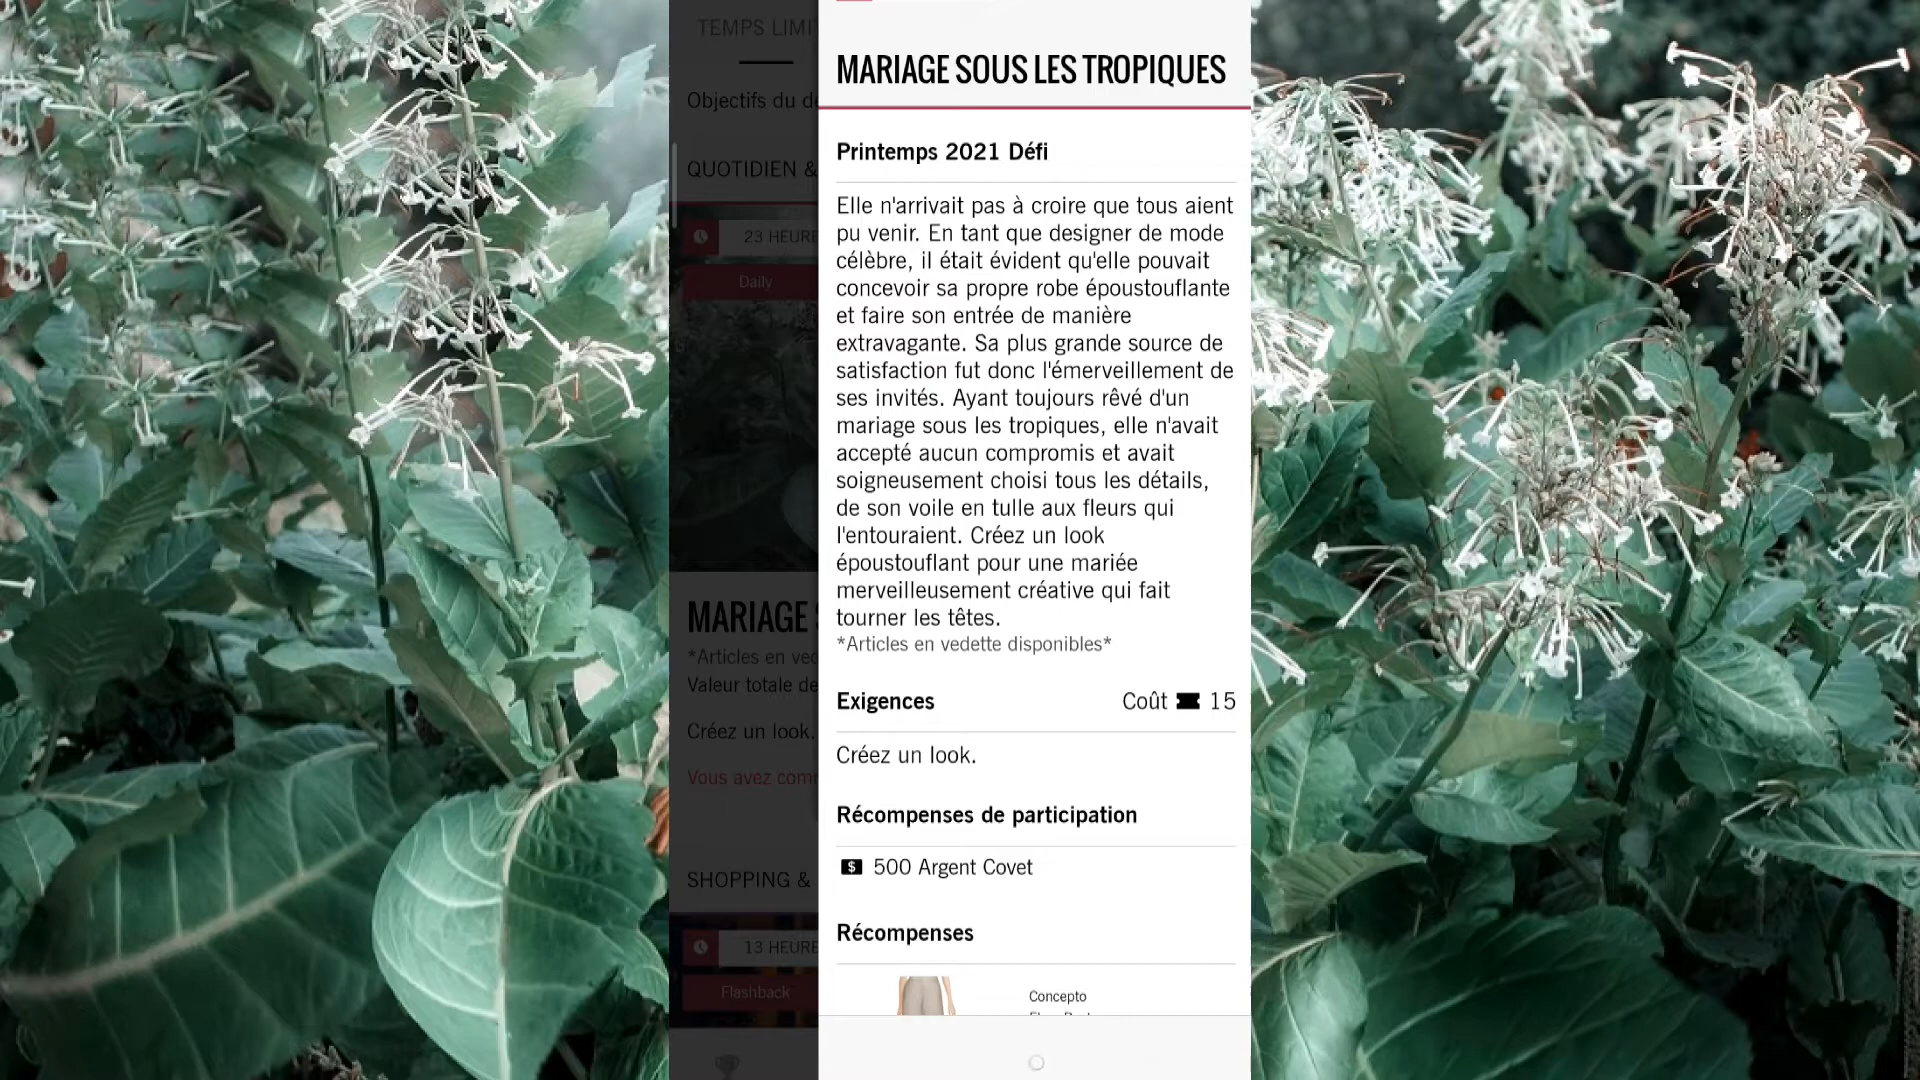 TEMPS LIMI
Objectifs du d
QUOTIDIEN &
23 HEURE
Daily
MARIAGE
*Articles en ved
Valeur totale de
Créez un look.
Vous avez com
SHOPPING &
13 HEURE
Flashback
MARIAGE SOUS LES TROPIQUES
Printemps 2021 Défi
Elle n'arrivait pas à croire que tous aient
pu venir. En tant que designer de mode
célèbre, il était évident qu'elle pouvait
concevoir sa propre robe époustouflante
et faire son entrée de manière
extravagante. Sa plus grande source de
satisfaction fut donc l'émerveillement de
ses invités. Ayant toujours rêvé d'un
mariage sous les tropiques, elle n'avait
accepté aucun compromis et avait
soigneusement choisi tous les détails,
de son voile en tulle aux fleurs qui
l'entouraient. Créez un look
époustouflant pour une mariée
merveilleusement créative qui fait
tourner les têtes.
*Articles en vedette disponibles*
Exigences Coût 15
Créez un look.
Récompenses de participation
$ 500 Argent Covet
Récompenses
Concepto